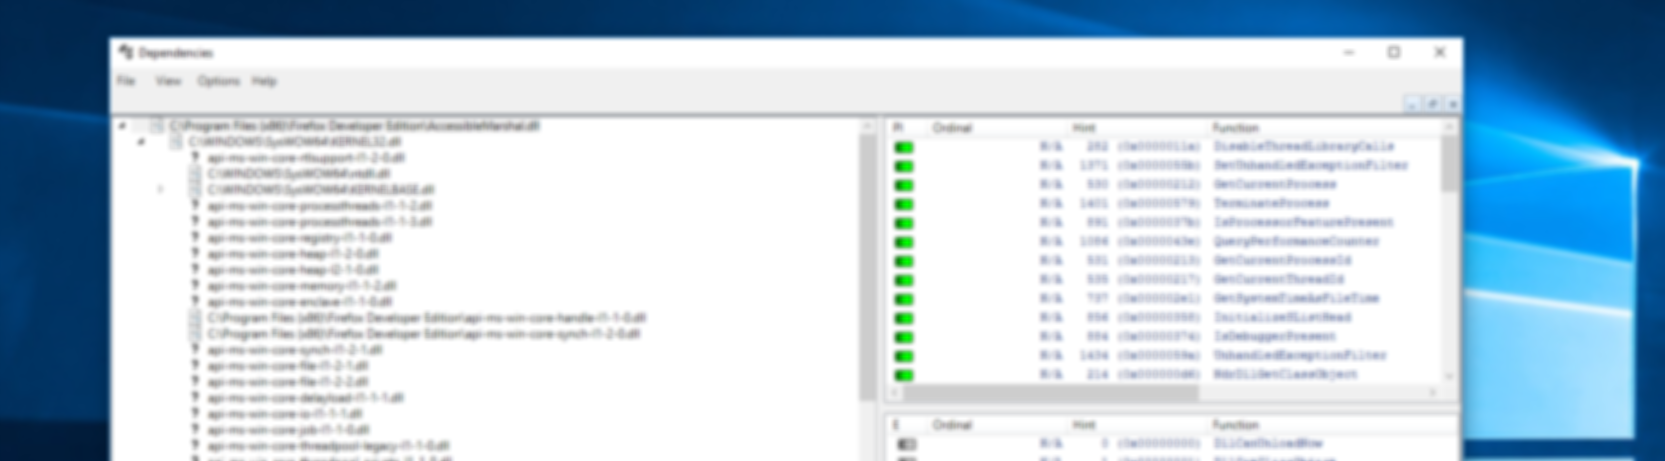 Dependencies
File View Options Help
C:\Program Files (x86)\Firefox Developer Edition\AccessibleMarshal.dll
C:\WINDOWS\SysWOW64\KERNEL32.dll
api-ms-win-core-rtlsupport-l1-2-0.dll
C:\WINDOWS\SysWOW64\ntdll.dll
C:\WINDOWS\SysWOW64\KERNELBASE.dll
api-ms-win-core-processthreads-l1-1-2.dll
api-ms-win-core-processthreads-l1-1-3.dll
api-ms-win-core-registry-l1-1-0.dll
api-ms-win-core-heap-l1-2-0.dll
api-ms-win-core-heap-l2-1-0.dll
api-ms-win-core-memory-l1-1-2.dll
api-ms-win-core-enclave-l1-1-0.dll
C:\Program Files (x86)\Firefox Developer Edition\api-ms-win-core-handle-l1-1-0.dll
C:\Program Files (x86)\Firefox Developer Edition\api-ms-win-core-synch-l1-2-0.dll
api-ms-win-core-synch-l1-2-1.dll
api-ms-win-core-file-l1-2-1.dll
api-ms-win-core-file-l1-2-2.dll
api-ms-win-core-delayload-l1-1-1.dll
api-ms-win-core-io-l1-1-1.dll
api-ms-win-core-job-l1-1-0.dll
api-ms-win-core-threadpool-legacy-l1-1-0.dll
PI Ordinal Hint Function
N/A 282 (0x0000011a) DisableThreadLibraryCalls
N/A 1371 (0x0000055b) SetUnhandledExceptionFilter
N/A 530 (0x00000212) GetCurrentProcess
N/A 1401 (0x00000579) TerminateProcess
N/A 891 (0x0000037b) IsProcessorFeaturePresent
N/A 1086 (0x0000043e) QueryPerformanceCounter
N/A 531 (0x00000213) GetCurrentProcessId
N/A 535 (0x00000217) GetCurrentThreadId
N/A 737 (0x000002e1) GetSystemTimeAsFileTime
N/A 856 (0x00000358) InitializeSListHead
N/A 884 (0x00000374) IsDebuggerPresent
N/A 1434 (0x0000059a) UnhandledExceptionFilter
N/A 214 (0x000000d6) NdrDllGetClassObject
E Ordinal Hint Function
N/A 0 (0x00000000) DllCanUnloadNow
N/A 1 (0x00000001) DllGetClassObject